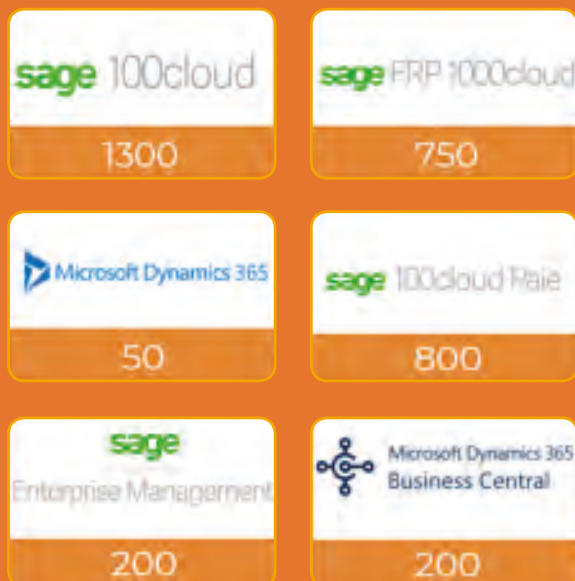 sage 100cloud
1300
sage FRP 1000cloud
750
Microsoft Dynamics 365
50
sage 100cloud Paie
800
sage
Enterprise Management
200
Microsoft Dynamics 365
Business Central
200